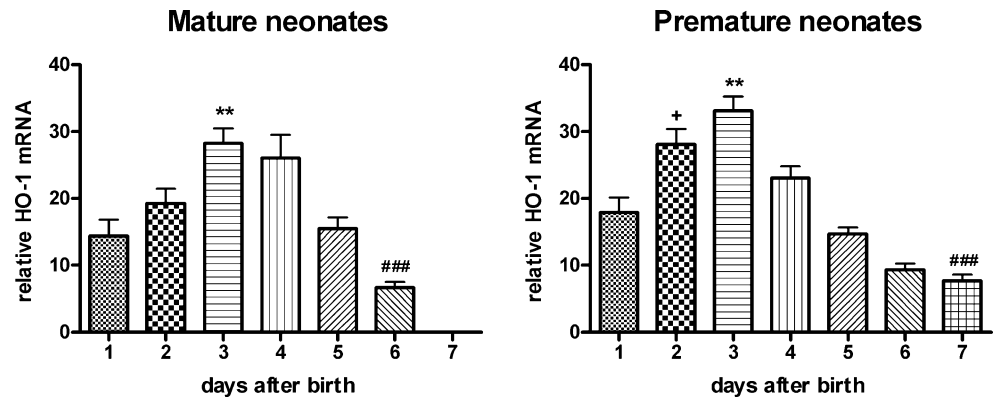 Mature neonates
relative HO-1 mRNA
40
30
20
10
0
**
###
1 2 3 4 5 6 7
days after birth
Premature neonates
relative HO-1 mRNA
40
30
20
10
0
+
**
###
1 2 3 4 5 6 7
days after birth